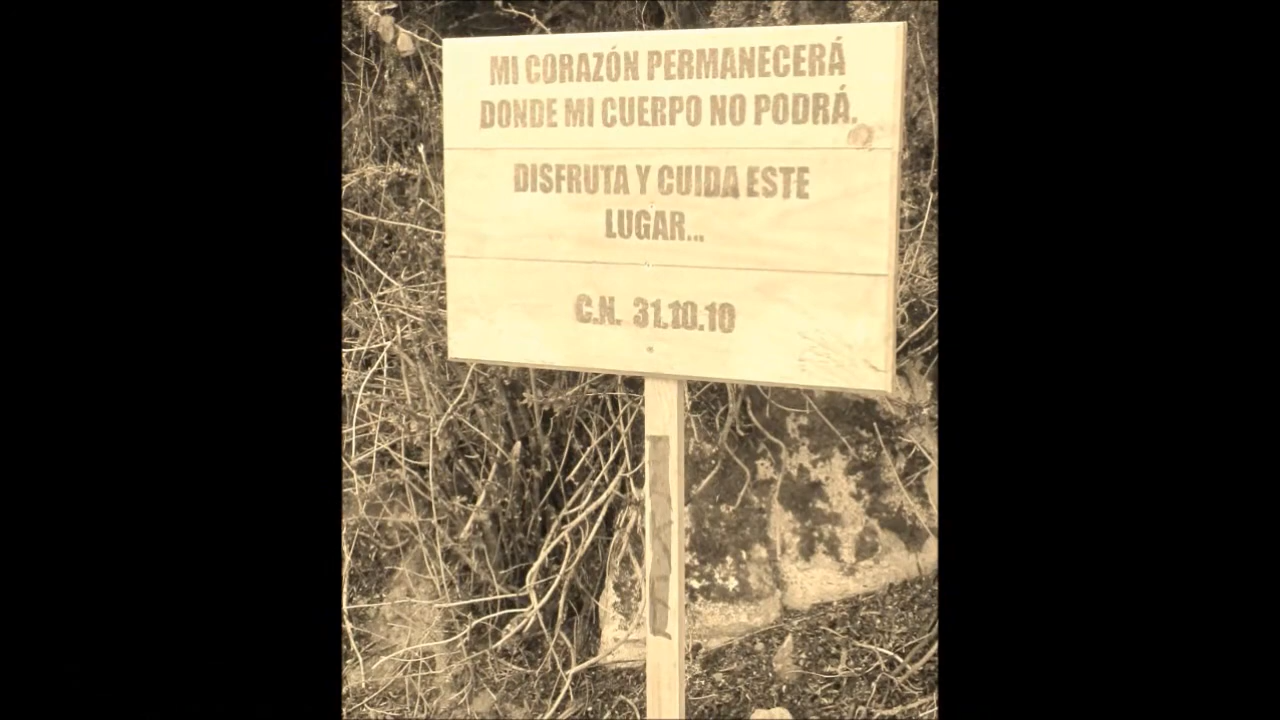 MI CORAZÓN PERMANECERÁ
DONDE MI CUERPO NO PODRÁ.
DISFRUTA Y CUIDA ESTE
LUGAR...
C.N. 31.10.10